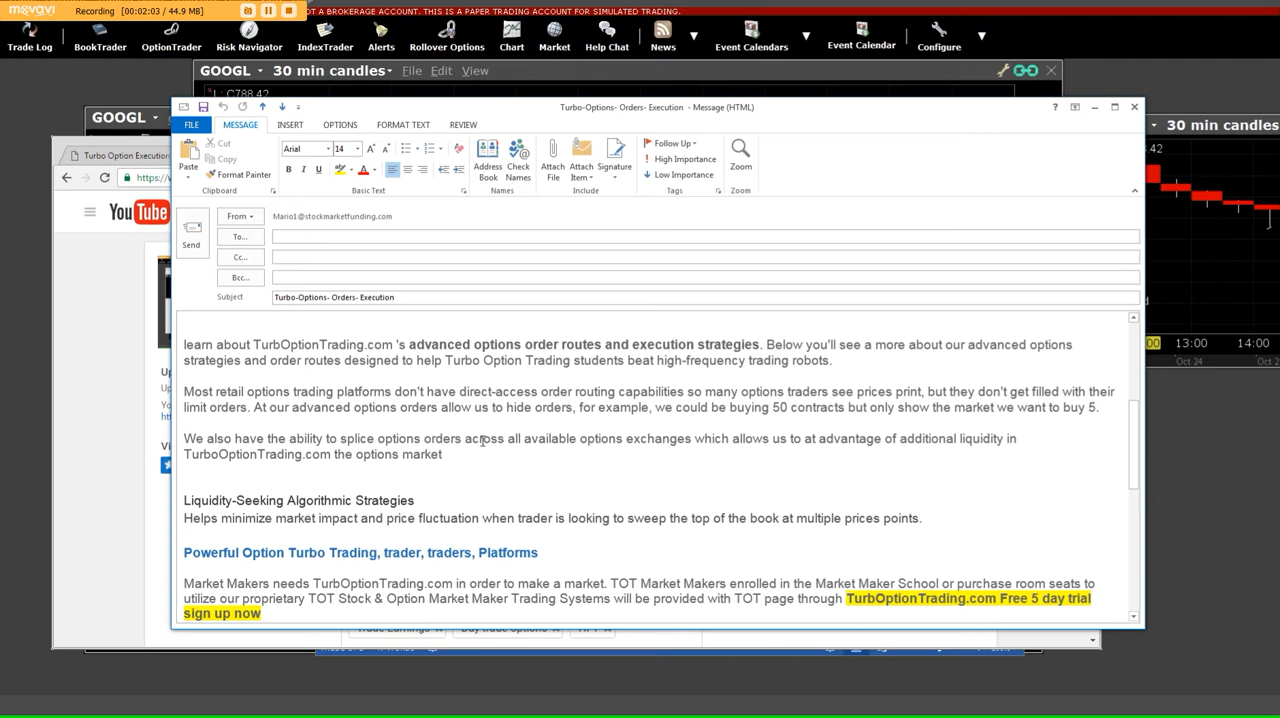 movavi Recording [00:02:03 / 44.9 MB]
NOT A BROKERAGE ACCOUNT. THIS IS A PAPER TRADING ACCOUNT FOR SIMULATED TRADING.
Trade Log BookTrader OptionTrader Risk Navigator IndexTrader Alerts Rollover Options Chart Market Help Chat News Event Calendars Event Calendar Configure
GOOGL 30 min candles File Edit View
L: C788.42
Turbo-Options- Orders- Execution - Message (HTML)
GOOGL
30 min candles
FILE MESSAGE INSERT OPTIONS FORMAT TEXT REVIEW
Paste
Cut
Copy
Format Painter
Clipboard
Arial 14
B I U
Basic Text
Address Book
Check Names
Names
Attach File
Attach Item
Signature
Include
Follow Up
High Importance
Low Importance
Tags
Zoom
Zoom
Turbo Option Execution
https://
YouTube
Send
From Mario1@stockmarketfunding.com
To...
Cc...
Bcc...
Subject Turbo-Options- Orders- Execution
learn about TurbOptionTrading.com 's advanced options order routes and execution strategies. Below you'll see a more about our advanced options
strategies and order routes designed to help Turbo Option Trading students beat high-frequency trading robots.
Most retail options trading platforms don't have direct-access order routing capabilities so many options traders see prices print, but they don't get filled with their
limit orders. At our advanced options orders allow us to hide orders, for example, we could be buying 50 contracts but only show the market we want to buy 5.
We also have the ability to splice options orders across all available options exchanges which allows us to at advantage of additional liquidity in
TurboOptionTrading.com the options market
Liquidity-Seeking Algorithmic Strategies
Helps minimize market impact and price fluctuation when trader is looking to sweep the top of the book at multiple prices points.
Powerful Option Turbo Trading, trader, traders, Platforms
Market Makers needs TurbOptionTrading.com in order to make a market. TOT Market Makers enrolled in the Market Maker School or purchase room seats to
utilize our proprietary TOT Stock & Option Market Maker Trading Systems will be provided with TOT page through TurbOptionTrading.com Free 5 day trial
sign up now
13:00 14:00
Oct 24 Oct